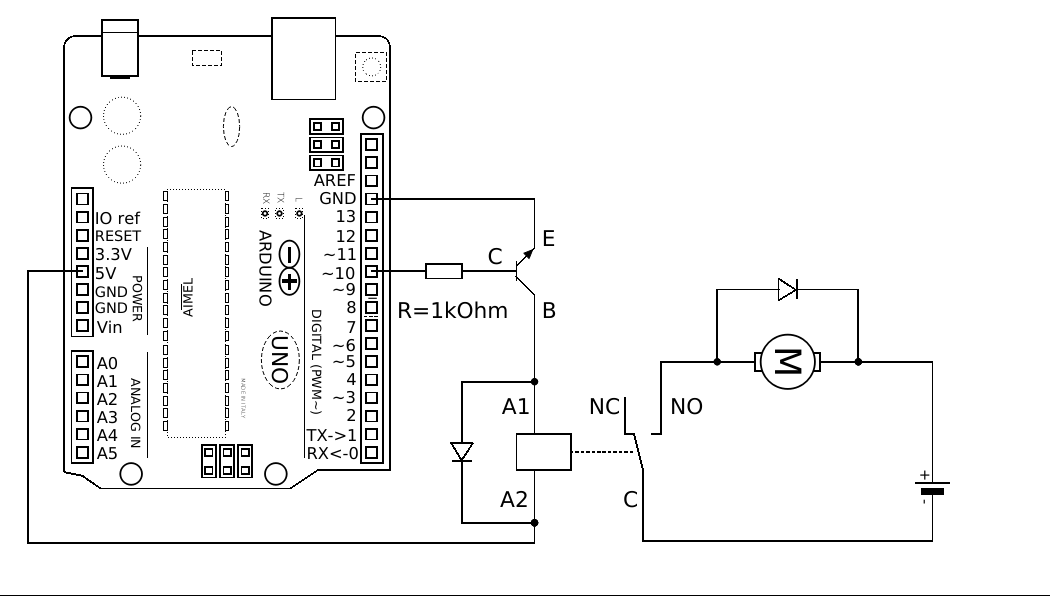 IO ref
RESET
3.3V
5V
GND
GND
Vin
POWER
A0
A1
A2
A3
A4
A5
ANALOG IN
AIMEL
RX
TX
L
ARDUINO
UNO
MADE IN ITALY
AREF
GND
13
12
~11
~10
~9
8
7
~6
~5
4
~3
2
TX->1
RX<-0
DIGITAL (PWM~)
E
C
B
R=1kOhm
A1
A2
NC
NO
C
M
+
-